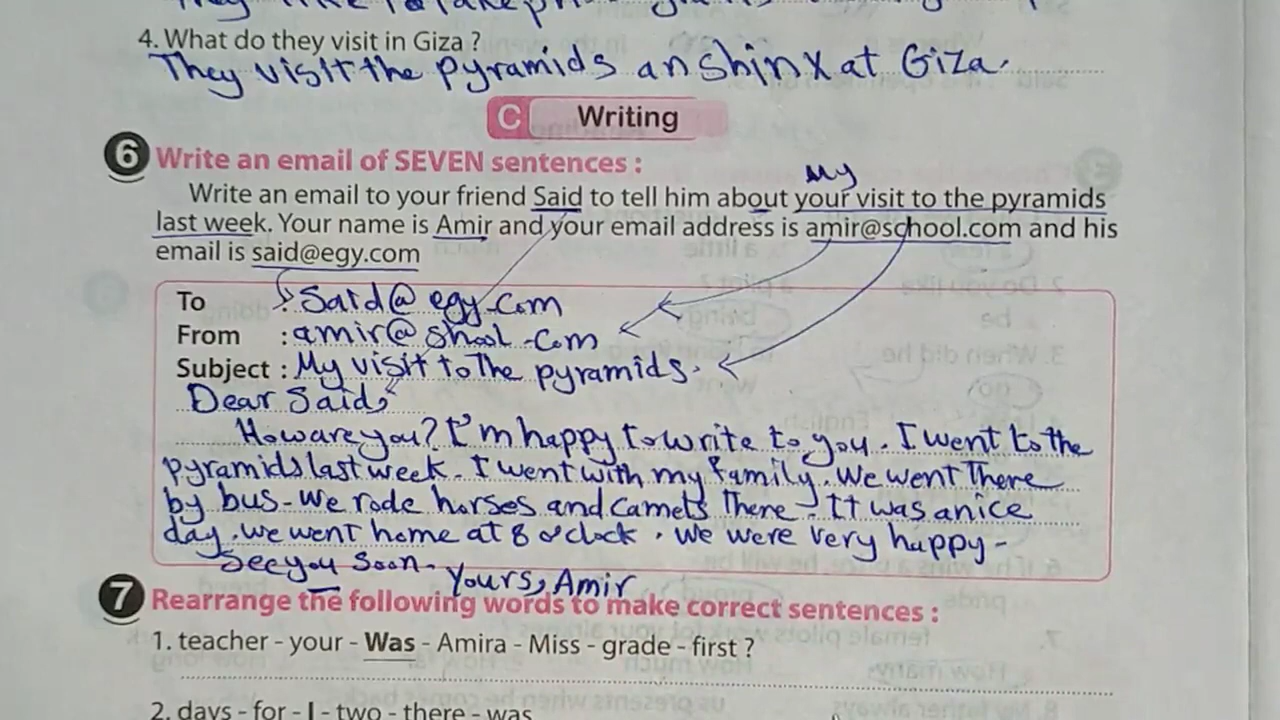 4. What do they visit in Giza ?
They visit the pyramids an shinx at Giza.
C Writing
6 Write an email of SEVEN sentences :
My
Write an email to your friend Said to tell him about your visit to the pyramids
last week. Your name is Amir and your email address is amir@school.com and his
email is said@egy.com
To : Said@egy.com
From : amir@shool.com
Subject : My visit to the pyramids.
Dear Said,
How are you? I'm happy to write to you. I went to the
pyramids last week. I went with my family. We went there
by bus. We rode horses and camels there. It was a nice
day. we went home at 8 o'clock. We were very happy.
See you soon. Yours, Amir
7 Rearrange the following words to make correct sentences :
1. teacher - your - Was - Amira - Miss - grade - first ?
2. days - for - I - two - there - was